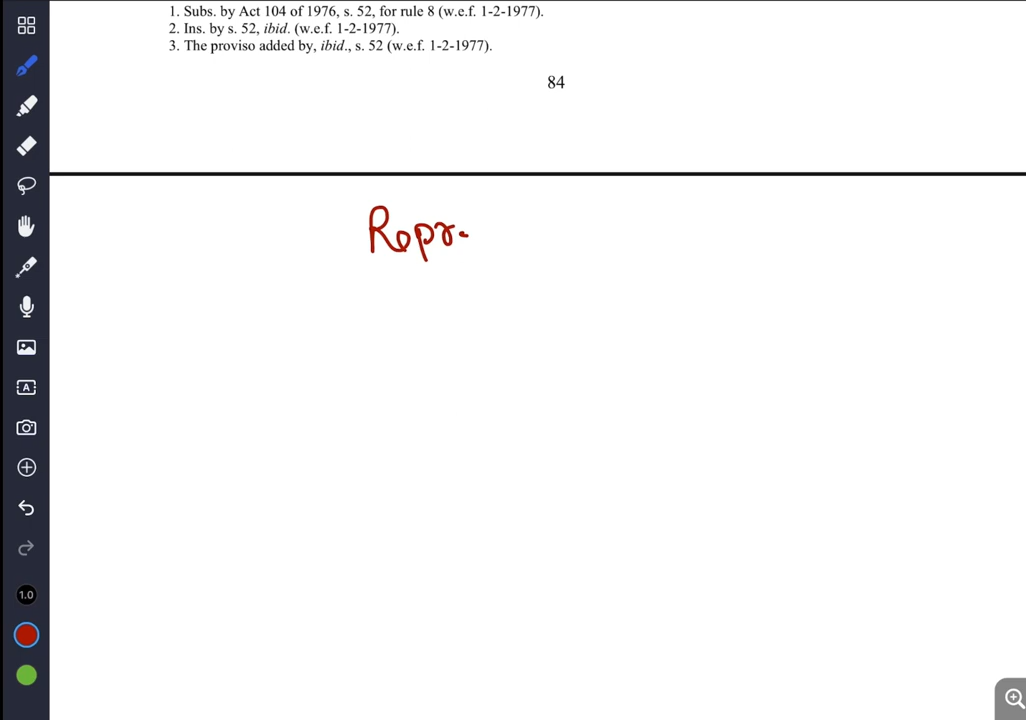 1. Subs. by Act 104 of 1976, s. 52, for rule 8 (w.e.f. 1-2-1977).
2. Ins. by s. 52, ibid. (w.e.f. 1-2-1977).
3. The proviso added by, ibid., s. 52 (w.e.f. 1-2-1977).
84
Repr.
A
1.0